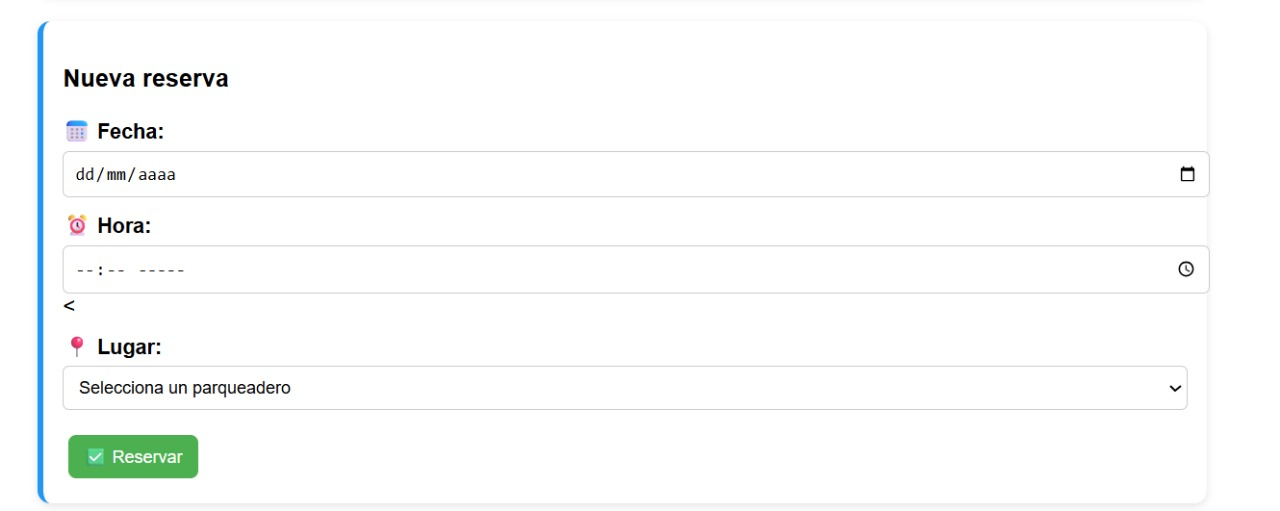 Nueva reserva
📅 Fecha:
dd/mm/aaaa
⏰ Hora:
--:-- -----
<
📍 Lugar:
Selecciona un parqueadero
✅ Reservar